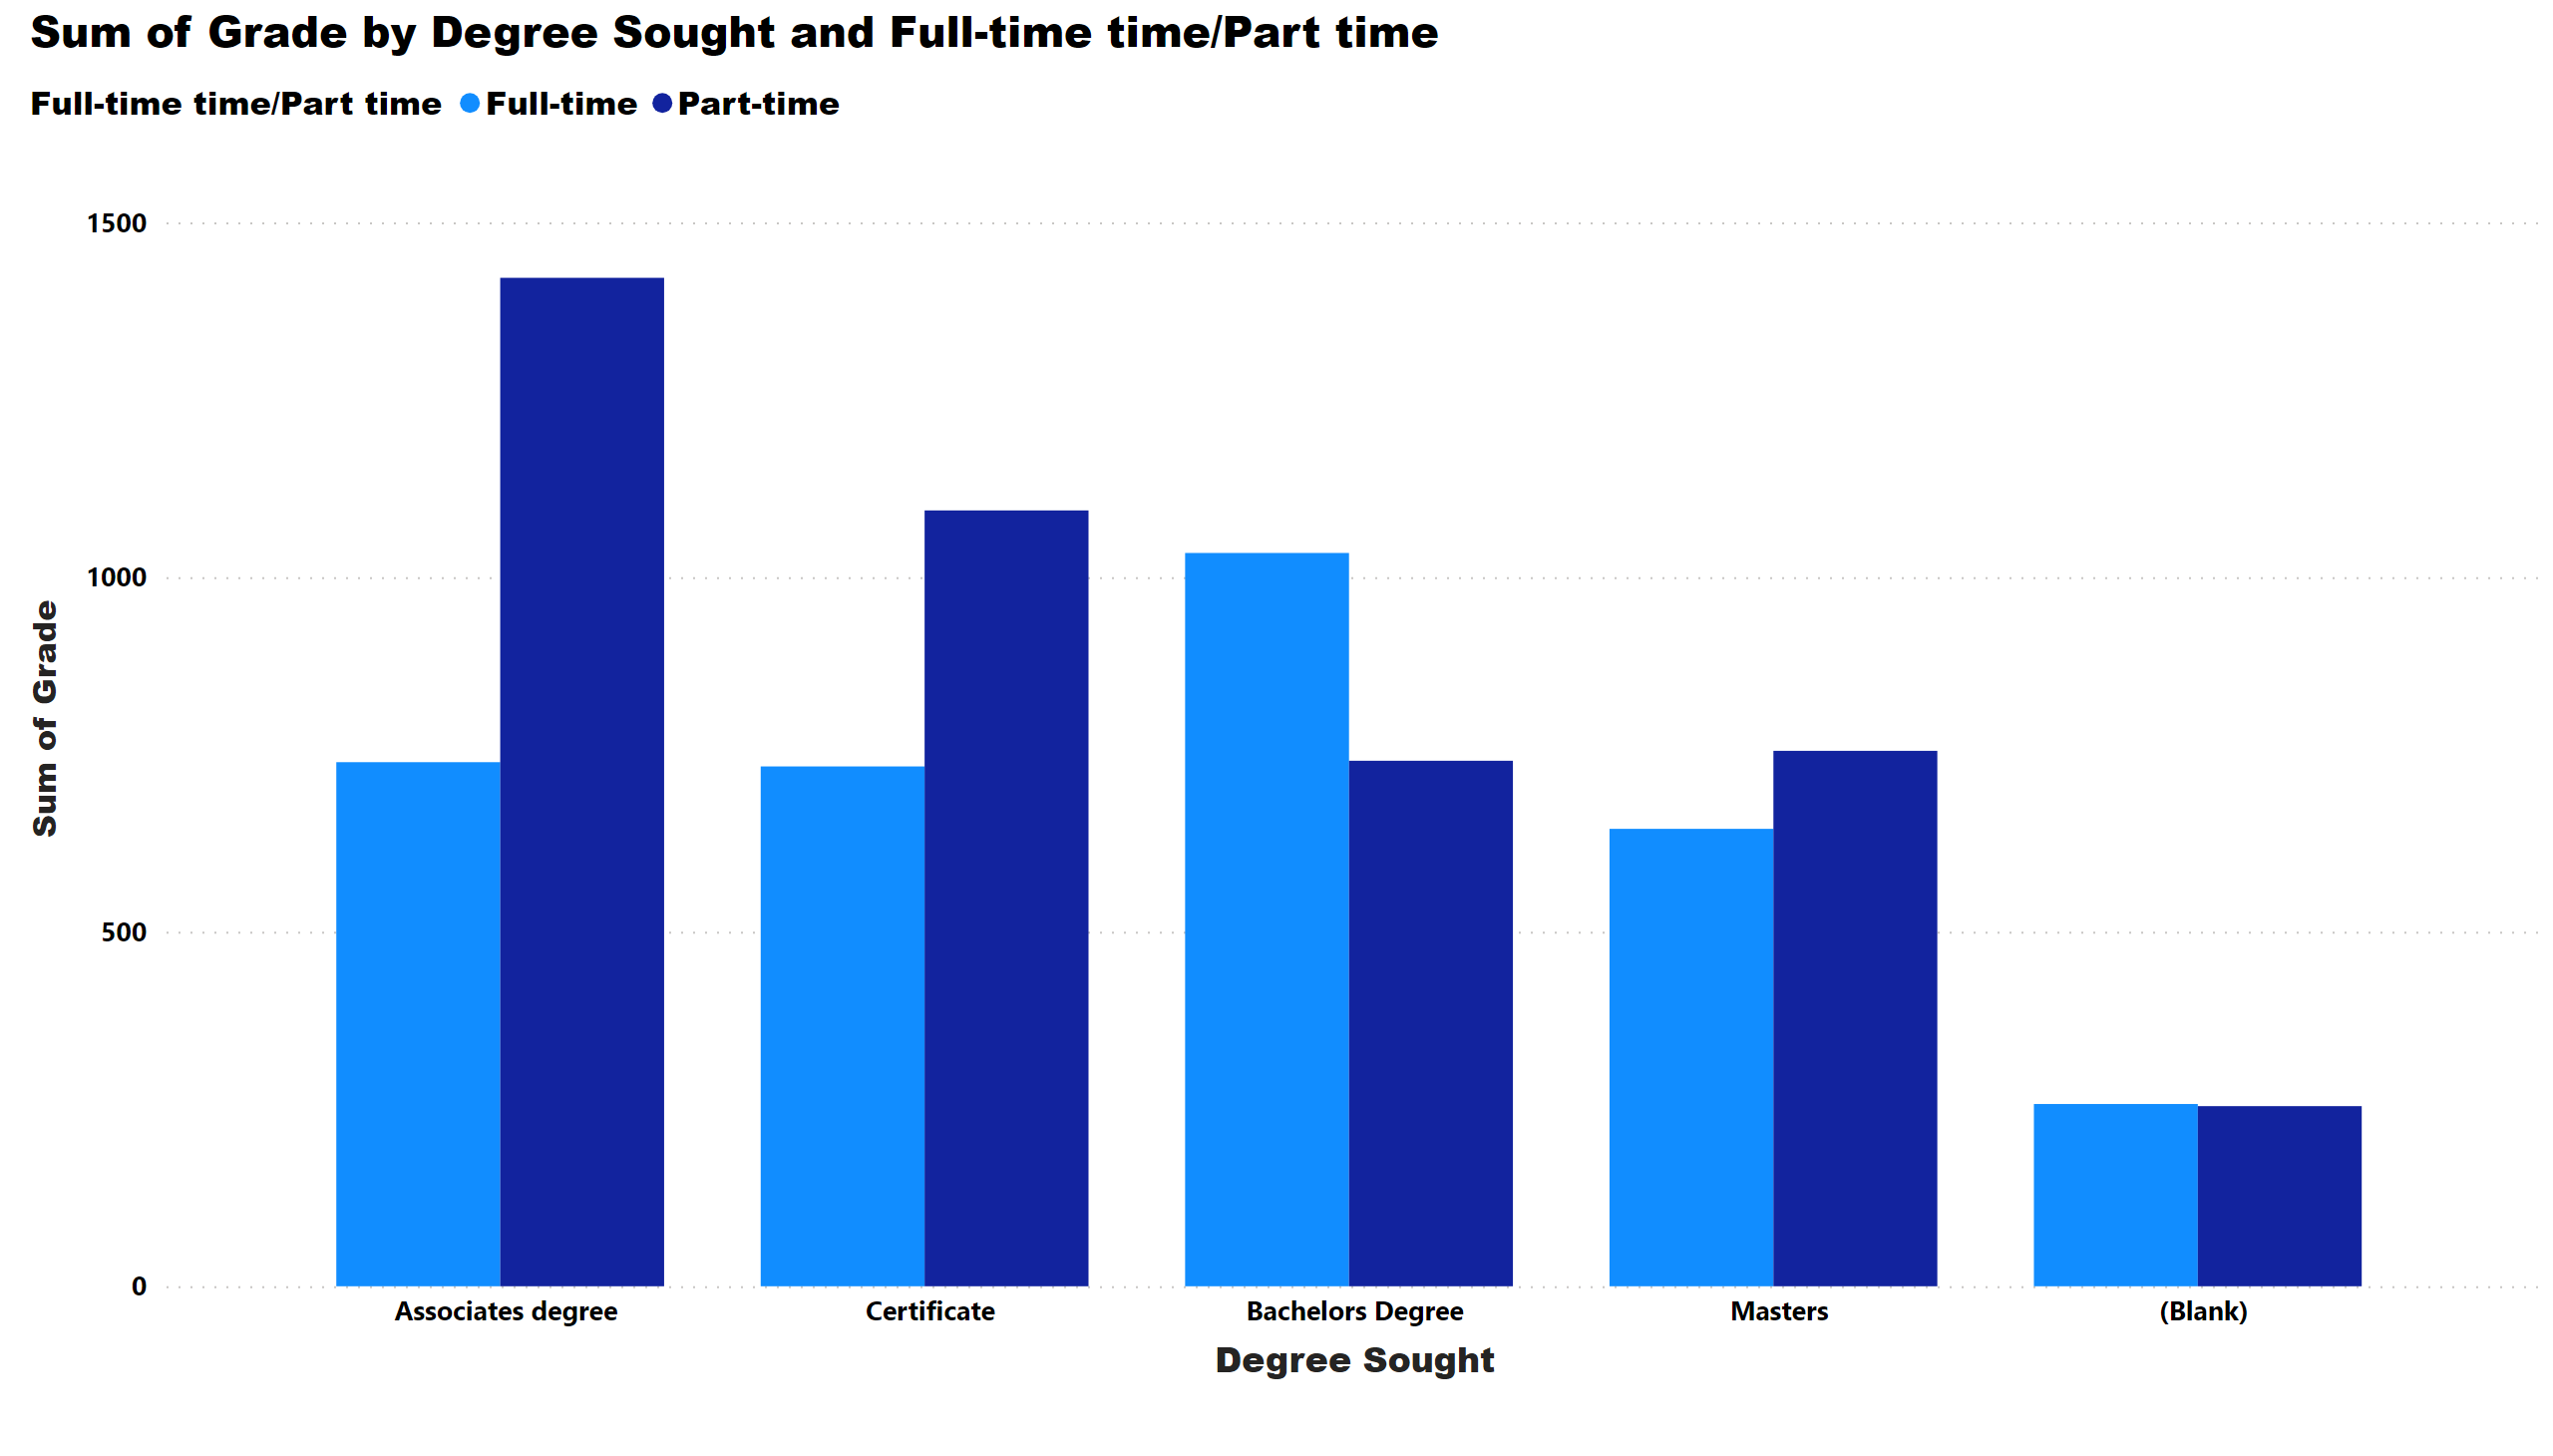 Sum of Grade by Degree Sought and Full-time time/Part time
Full-time time/Part time Full-time Part-time
1500
1000
500
0
Sum of Grade
Associates degree Certificate Bachelors Degree Masters (Blank)
Degree Sought